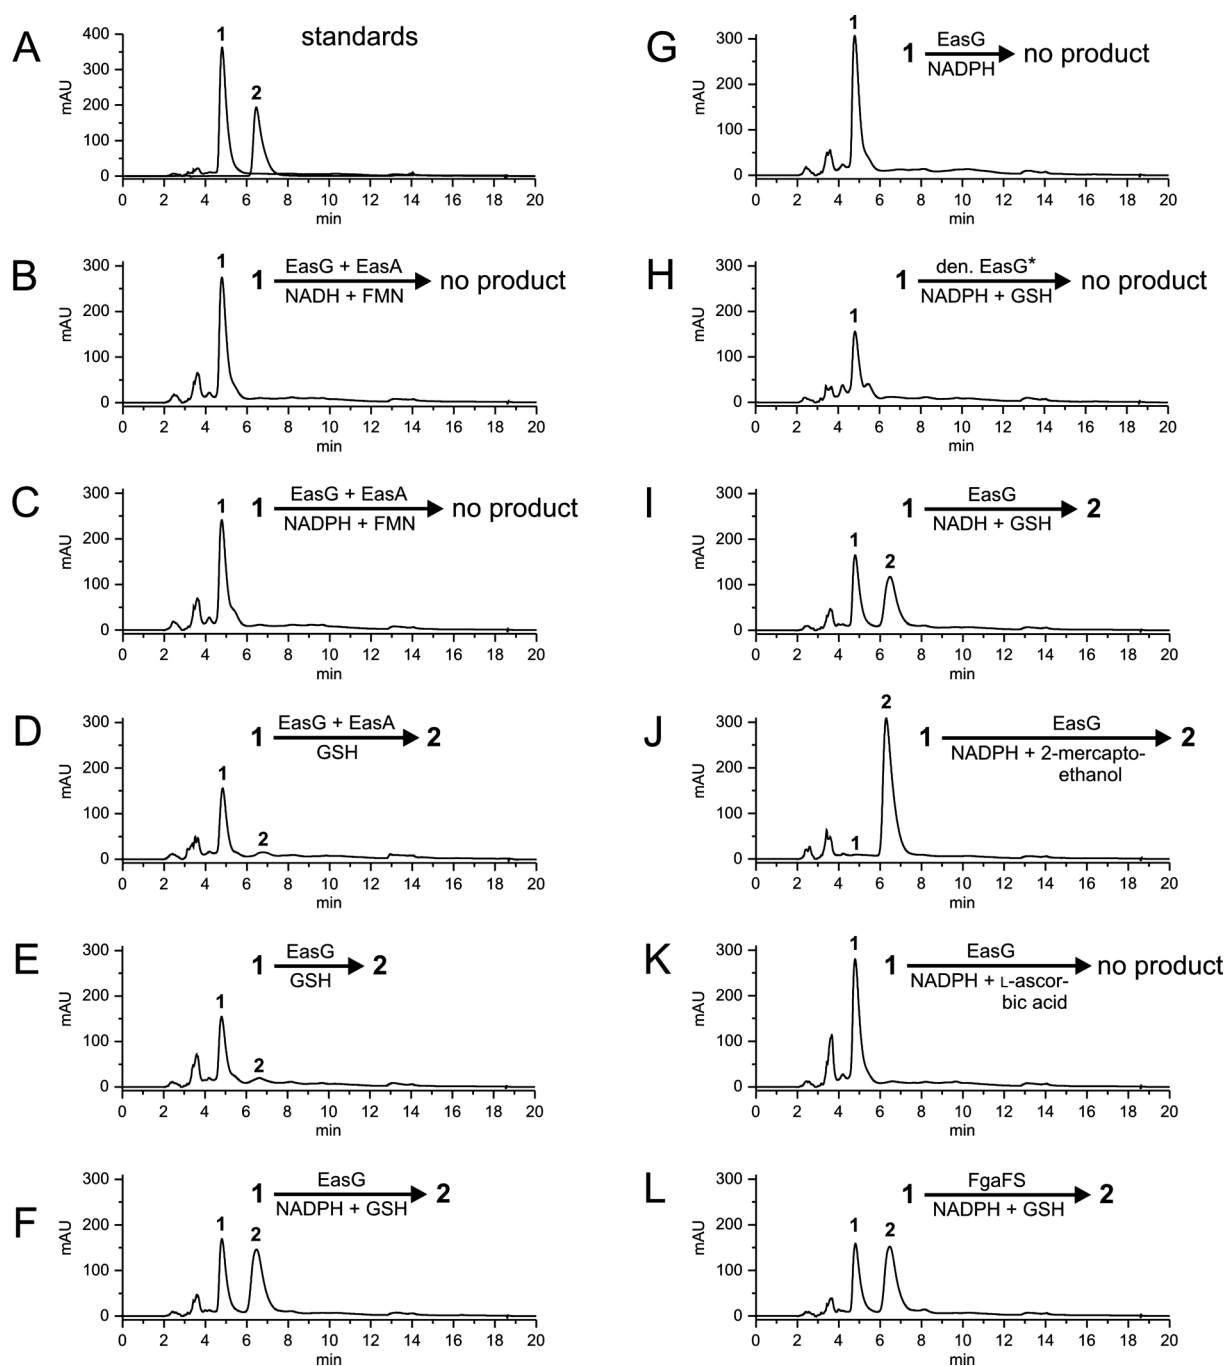 A
standards
1
2
mAU
400
300
200
100
0
0 2 4 6 8 10 12 14 16 18 20
min
B
1
1 EasG + EasA no product
NADH + FMN
mAU
300
200
100
0
0 2 4 6 8 10 12 14 16 18 20
min
C
1
1 EasG + EasA no product
NADPH + FMN
mAU
300
200
100
0
0 2 4 6 8 10 12 14 16 18 20
min
D
1
2
1 EasG + EasA 2
GSH
mAU
300
200
100
0
0 2 4 6 8 10 12 14 16 18 20
min
E
1
2
1 EasG 2
GSH
mAU
300
200
100
0
0 2 4 6 8 10 12 14 16 18 20
min
F
1
2
1 EasG 2
NADPH + GSH
mAU
300
200
100
0
0 2 4 6 8 10 12 14 16 18 20
min
G
1
1 EasG no product
NADPH
mAU
300
200
100
0
0 2 4 6 8 10 12 14 16 18 20
min
H
1
1 den. EasG* no product
NADPH + GSH
mAU
300
200
100
0
0 2 4 6 8 10 12 14 16 18 20
min
I
1
2
1 EasG 2
NADH + GSH
mAU
300
200
100
0
0 2 4 6 8 10 12 14 16 18 20
min
J
2
1
1 EasG 2
NADPH + 2-mercapto-
ethanol
mAU
300
200
100
0
0 2 4 6 8 10 12 14 16 18 20
min
K
1
1 EasG no product
NADPH + L-ascor-
bic acid
mAU
300
200
100
0
0 2 4 6 8 10 12 14 16 18 20
min
L
1
2
1 FgaFS 2
NADPH + GSH
mAU
300
200
100
0
0 2 4 6 8 10 12 14 16 18 20
min